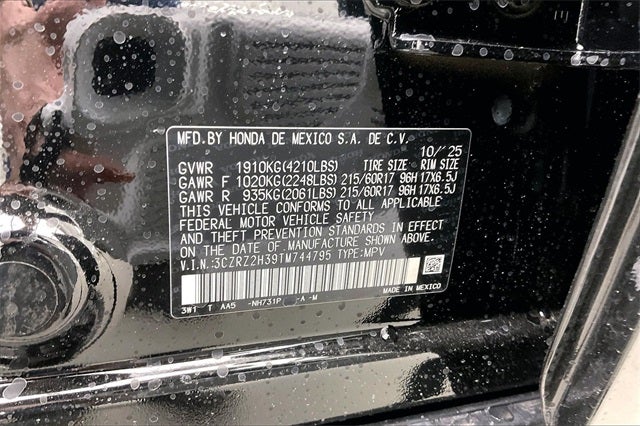 MFD.BY HONDA DE MEXICO S.A. DE C.V.
10/'25
GVWR 1910KG(4210LBS) TIRE SIZE RIM SIZE
GAWR F 1020KG(2248LBS) 215/60R17 96H 17X6.5J
GAWR R 935KG(2061LBS) 215/60R17 96H 17X6.5J
THIS VEHICLE CONFORMS TO ALL APPLICABLE
FEDERAL MOTOR VEHICLE SAFETY
AND THEFT PREVENTION STANDARDS IN EFFECT
ON THE DATE OF MANUFACTURE SHOWN ABOVE.
V.I.N.:3CZRZ2H39TM744795 TYPE:MPV
3W1 T AA5 -NH731P -A -M
MADE IN MEXICO